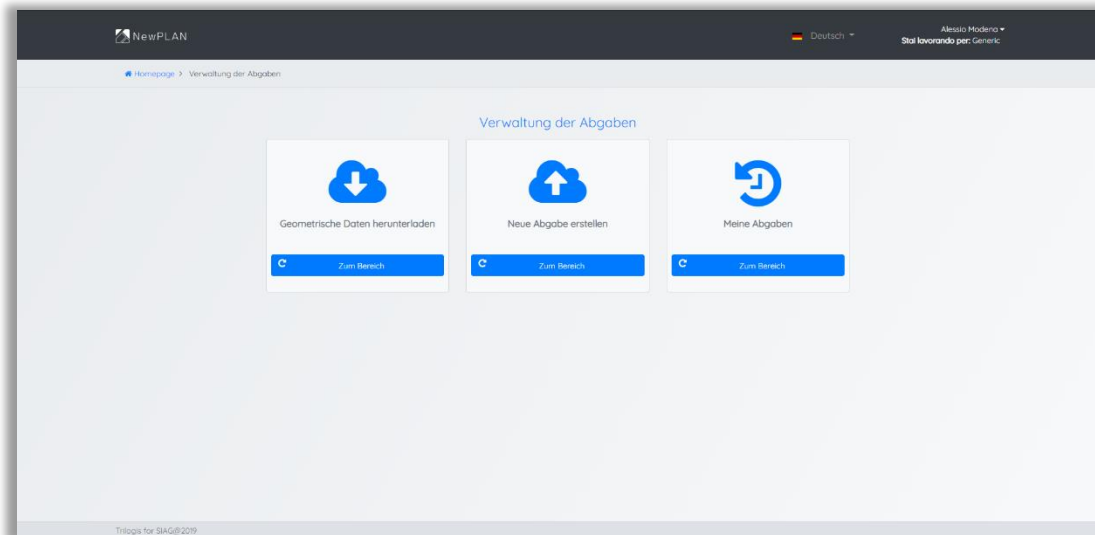 NewPLAN
Deutsch
Alessio Modena
Stai lavorando per: Generic
Homepage > Verwaltung der Abgaben
Verwaltung der Abgaben
Geometrische Daten herunterladen
Zum Bereich
Neue Abgabe erstellen
Zum Bereich
Meine Abgaben
Zum Bereich
Trilogis for SIAG@2019